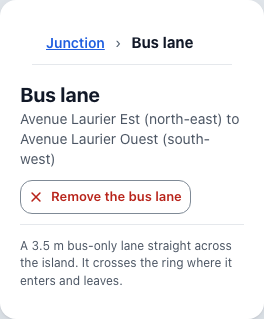 Junction › Bus lane
Bus lane
Avenue Laurier Est (north-east) to
Avenue Laurier Ouest (south-
west)
✕ Remove the bus lane
A 3.5 m bus-only lane straight across
the island. It crosses the ring where it
enters and leaves.